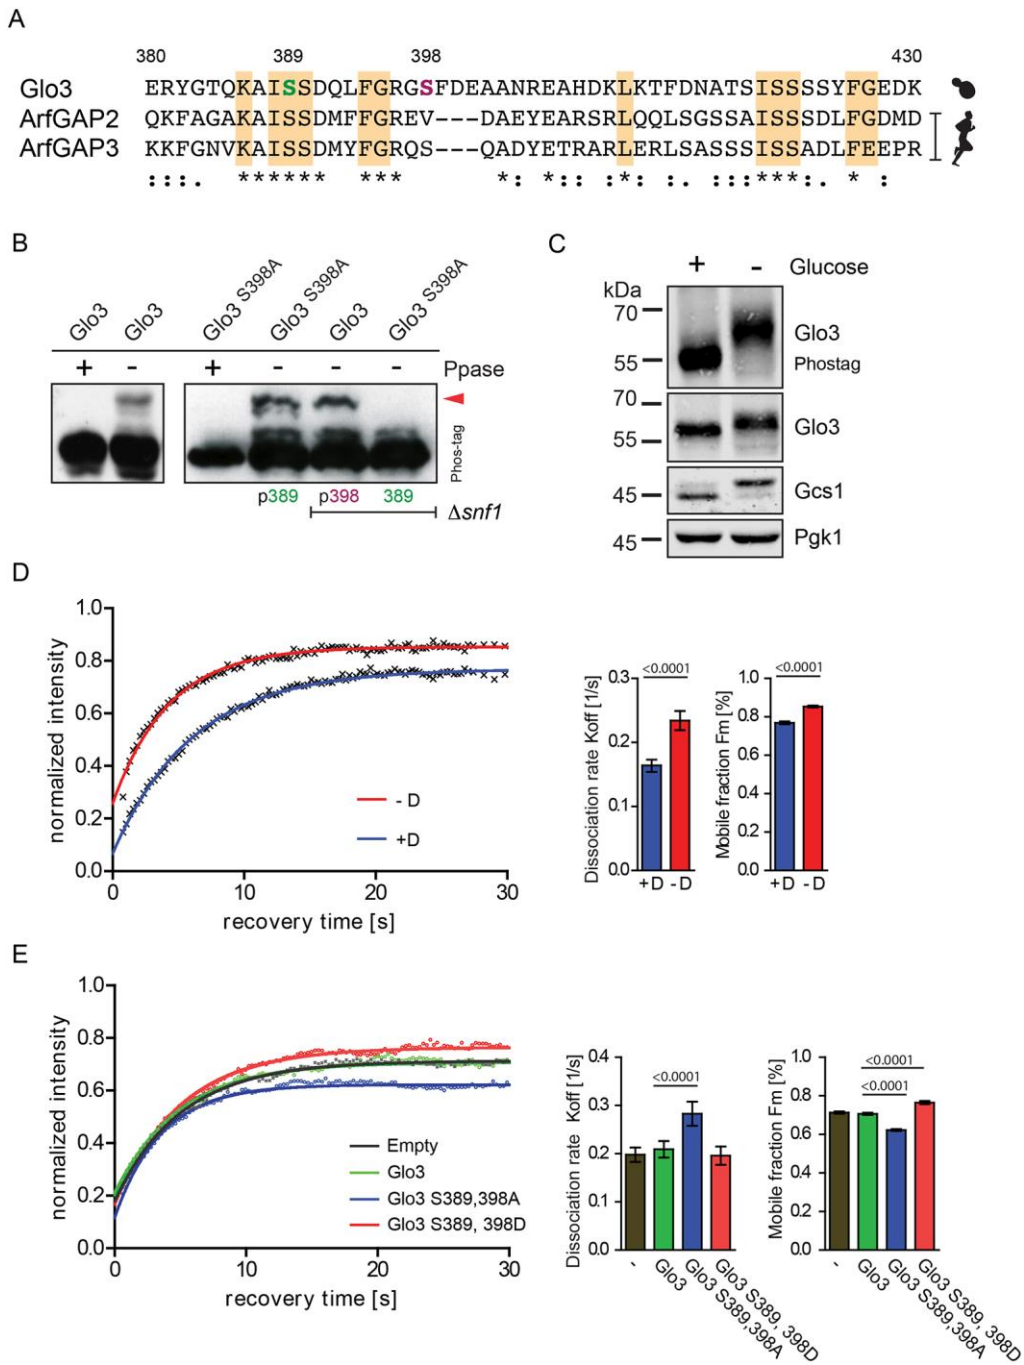 A
380 389 398 430
Glo3 ERYGTQKAISSDQLFGRGSFDEAANREAHDKLKTFDNATSISSSSYFGEDK
ArfGAP2 QKFAGAKAISSDMFFGREV---DAEYEARSRLQQLSGSSAISSSDLFGDMD
ArfGAP3 KKFGNVKAISSDMYFGRQS---QADYETRARLERLSASSSISSADLFEEPR
:::. ****** *** *: *:: :*: :. :::***:. * :
B
Glo3 Glo3 Glo3 S398A Glo3 S398A Glo3 Glo3 S398A
+ - + - - - Ppase
Phos-tag
p389 p398 389
Δsnf1
C
+ - Glucose
kDa
70
Glo3
55
Phostag
70
Glo3
55
45 Gcs1
45 Pgk1
D
normalized intensity
1.0
0.8
0.6
0.4
0.2
0.0
0 10 20 30
recovery time [s]
- D
+D
Dissociation rate Koff [1/s]
0.3
0.2
0.1
0.0
<0.0001
+D -D
Mobile fraction Fm [%]
1.0
0.8
0.6
0.4
0.2
0.0
<0.0001
+D -D
E
normalized intensity
1.0
0.8
0.6
0.4
0.2
0.0
0 10 20 30
recovery time [s]
Empty
Glo3
Glo3 S389,398A
Glo3 S389, 398D
Dissociation rate Koff [1/s]
0.4
0.3
0.2
0.1
0.0
<0.0001
- Glo3 Glo3 S389,398A Glo3 S389, 398D
Mobile fraction Fm [%]
1.0
0.8
0.6
0.4
0.2
0.0
<0.0001
<0.0001
- Glo3 Glo3 S389,398A Glo3 S389, 398D